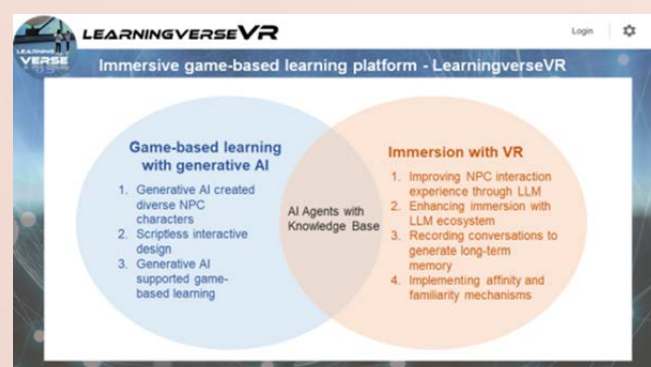 LEARNINGVERSEVR
Login
LEARNING
VERSE
Immersive game-based learning platform - LearningverseVR
Game-based learning
with generative AI
1. Generative AI created
diverse NPC
characters
2. Scriptless interactive
design
3. Generative AI
supported game-
based learning
AI Agents with
Knowledge Base
Immersion with VR
1. Improving NPC interaction
experience through LLM
2. Enhancing immersion with
LLM ecosystem
3. Recording conversations to
generate long-term
memory
4. Implementing affinity and
familiarity mechanisms